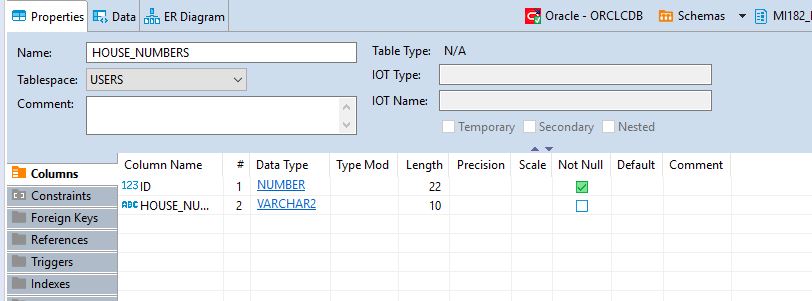 Properties Data ER Diagram Oracle - ORCLCDB Schemas MI182_
Name: HOUSE_NUMBERS Table Type: N/A
Tablespace: USERS IOT Type:
Comment: IOT Name:
Temporary Secondary Nested
Column Name # Data Type Type Mod Length Precision Scale Not Null Default Comment
Columns
123 ID 1 NUMBER 22
Constraints
ABC HOUSE_NU... 2 VARCHAR2 10
Foreign Keys
References
Triggers
Indexes